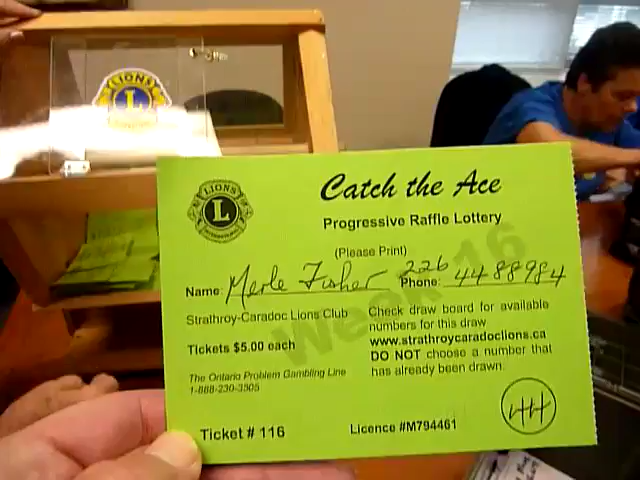 LIONS
L
LIONS
L
INTERNATIONAL
Catch the Ace
Progressive Raffle Lottery
(Please Print)
Name: Merle Fisher Phone: 226 4488984
Week 16
Strathroy-Caradoc Lions Club
Tickets $5.00 each
The Ontario Problem Gambling Line
1-888-230-3505
Check draw board for available
numbers for this draw
www.strathroycaradoclions.ca
DO NOT choose a number that
has already been drawn.
Ticket # 116
Licence #M794461
44